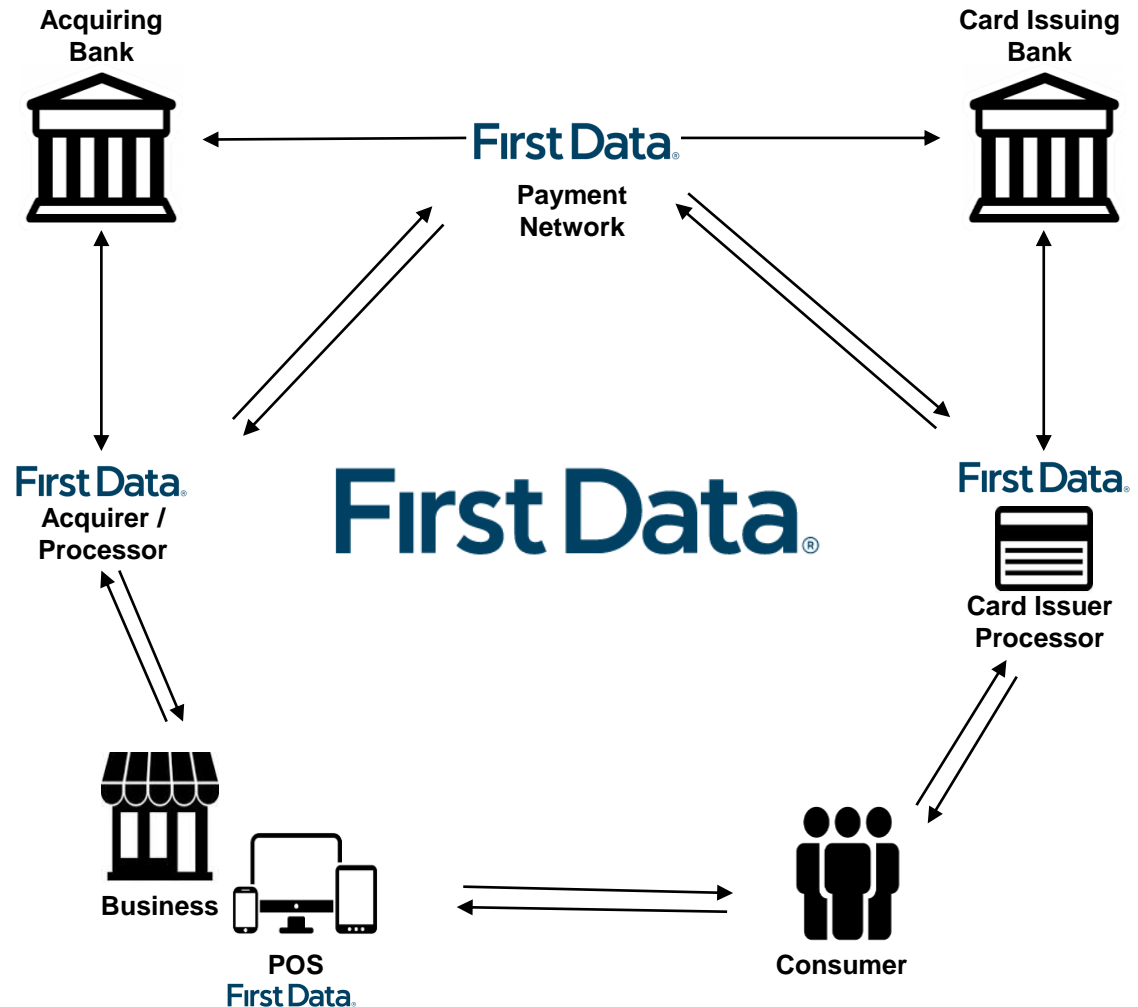 Acquiring
Bank
Card Issuing
Bank
First Data®
Payment
Network
First Data®
Acquirer /
Processor
First Data®
First Data®
Card Issuer
Processor
Business
POS
First Data®
Consumer